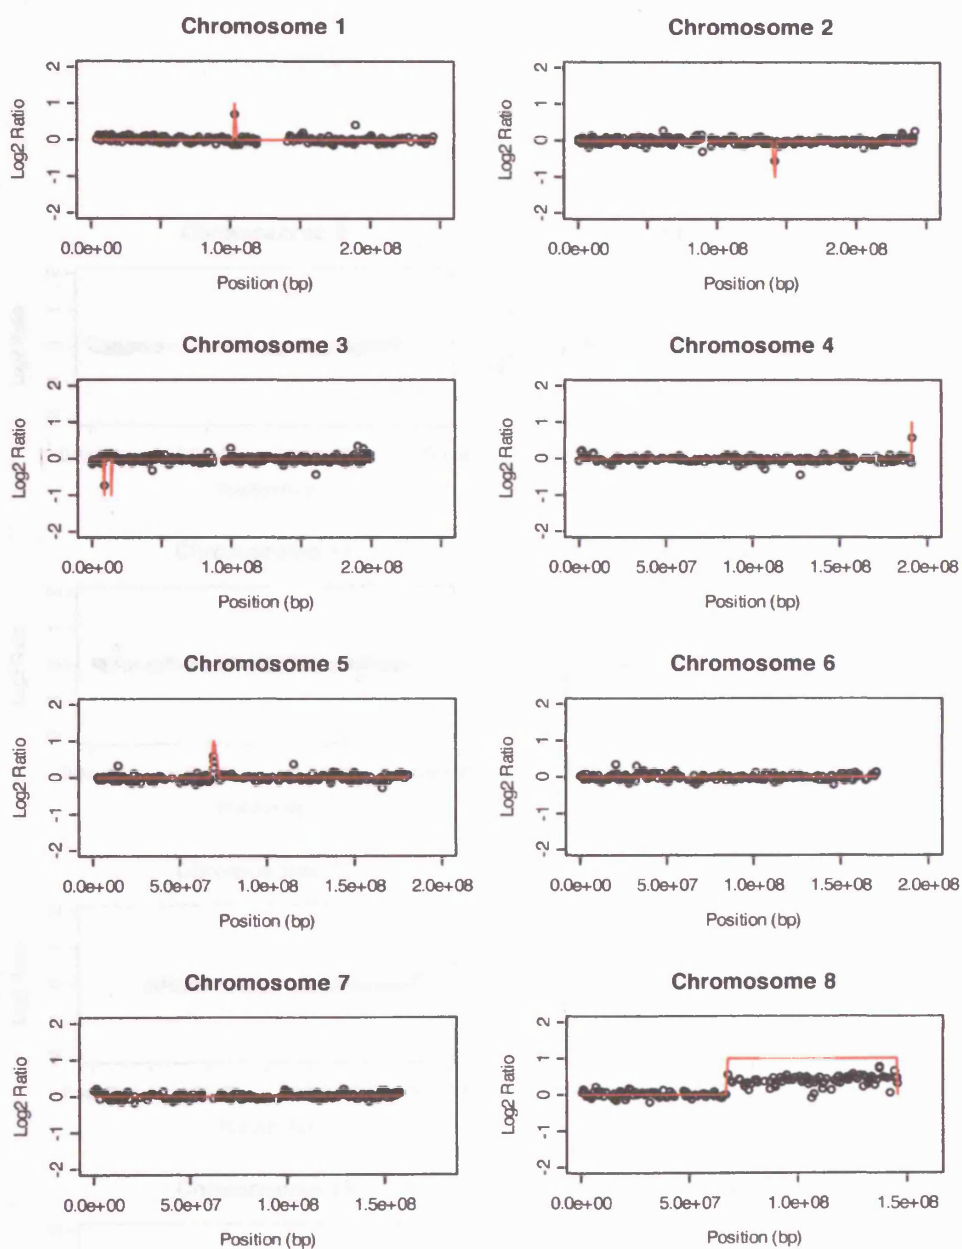 Chromosome 1
Chromosome 2
Log2 Ratio
2
1
0
-1
-2
0.0e+00 1.0e+08 2.0e+08
Position (bp)
Log2 Ratio
2
1
0
-1
-2
0.0e+00 1.0e+08 2.0e+08
Position (bp)
Chromosome 3
Chromosome 4
Log2 Ratio
2
1
0
-1
-2
0.0e+00 1.0e+08 2.0e+08
Position (bp)
Log2 Ratio
2
1
0
-1
-2
0.0e+00 5.0e+07 1.0e+08 1.5e+08 2.0e+08
Position (bp)
Chromosome 5
Chromosome 6
Log2 Ratio
2
1
0
-1
-2
0.0e+00 5.0e+07 1.0e+08 1.5e+08 2.0e+08
Position (bp)
Log2 Ratio
2
1
0
-1
-2
0.0e+00 5.0e+07 1.0e+08 1.5e+08 2.0e+08
Position (bp)
Chromosome 7
Chromosome 8
Log2 Ratio
2
1
0
-1
-2
0.0e+00 5.0e+07 1.0e+08 1.5e+08
Position (bp)
Log2 Ratio
2
1
0
-1
-2
0.0e+00 5.0e+07 1.0e+08 1.5e+08
Position (bp)